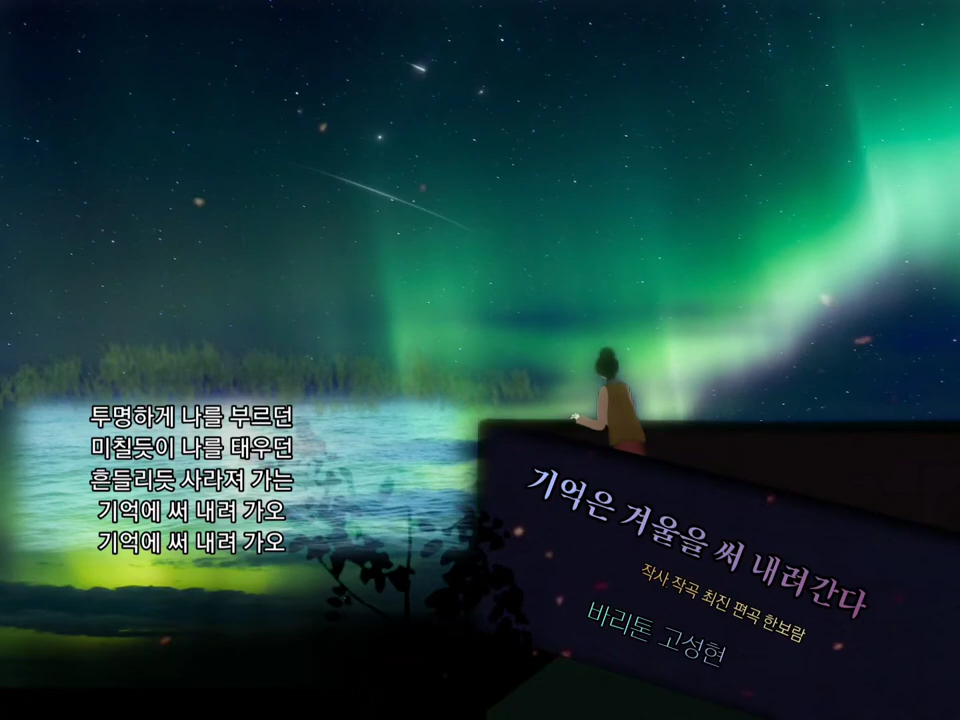 투명하게 나를 부르던
미칠듯이 나를 태우던
흔들리듯 사라져 가는
기억에 써 내려 가오
기억에 써 내려 가오
기억은 겨울을 써 내려간다
작사 작곡 최진 편곡 한보람
바리톤 고성현